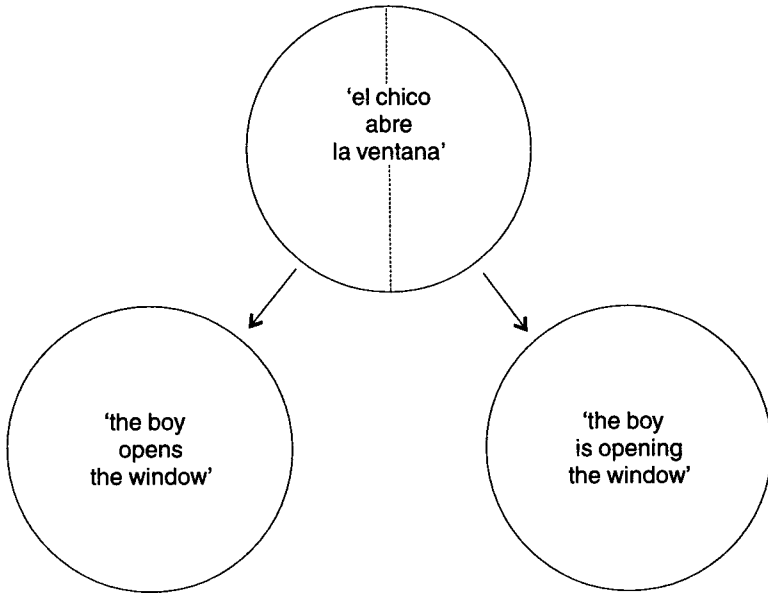 ‘el chico
abre
la ventana’
‘the boy
opens
the window’
‘the boy
is opening
the window’